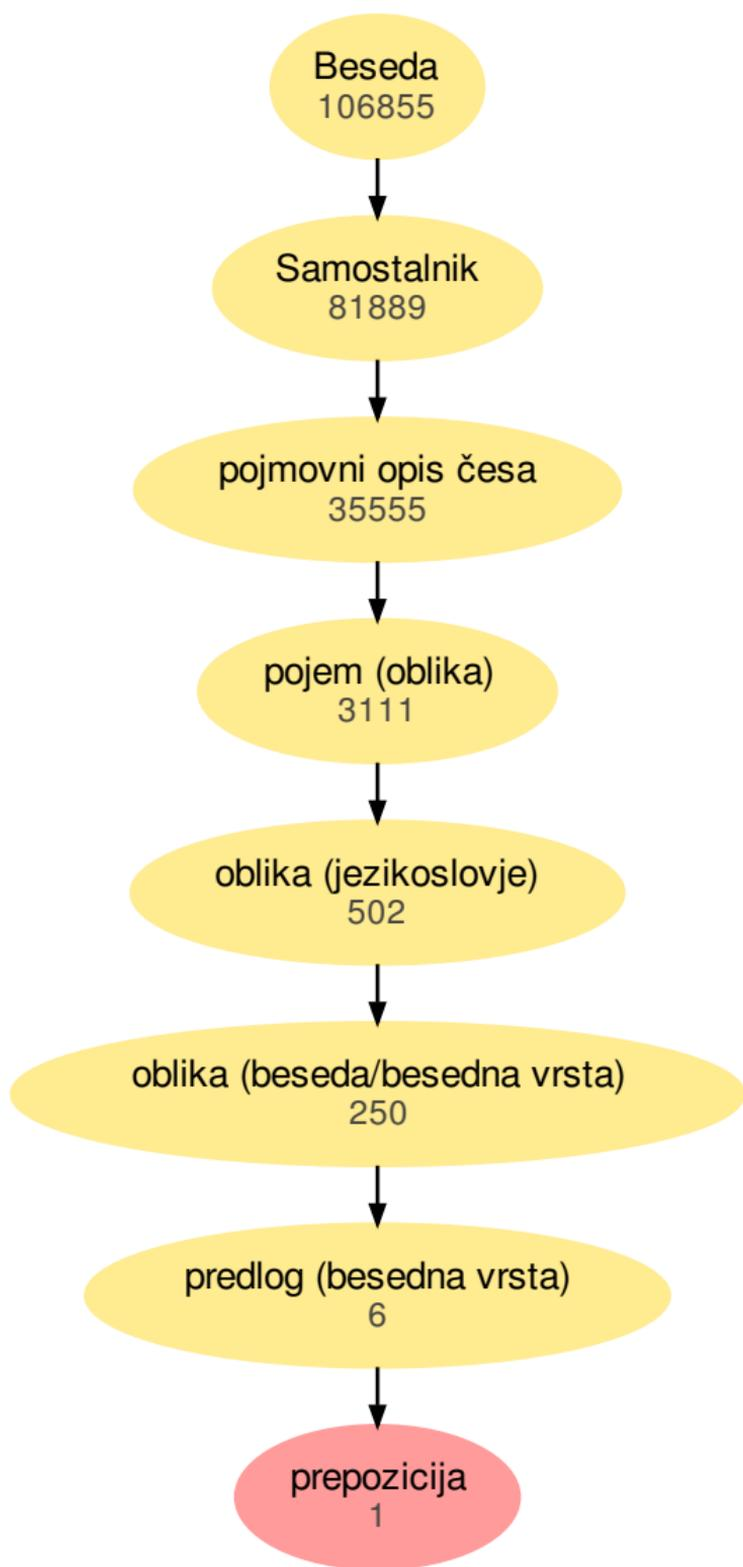 Beseda
106855
Samostalnik
81889
pojmovni opis česa
35555
pojem (oblika)
3111
oblika (jezikoslovje)
502
oblika (beseda/besedna vrsta)
250
predlog (besedna vrsta)
6
prepozicija
1